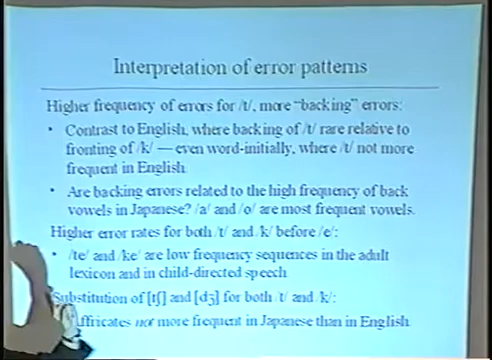 Interpretation of error patterns
Higher frequency of errors for /t/, more "backing" errors:
• Contrast to English, where backing of /t/ rare relative to
fronting of /k/ — even word-initially, where /t/ not more
frequent in English
• Are backing errors related to the high frequency of back
vowels in Japanese? /a/ and /o/ are most frequent vowels.
Higher error rates for both /t/ and /k/ before /e/:
• /te/ and /ke/ are low frequency sequences in the adult
lexicon and in child-directed speech
Substitution of [tʃ] and [dʒ] for both /t/ and /k/:
Affricates not more frequent in Japanese than in English